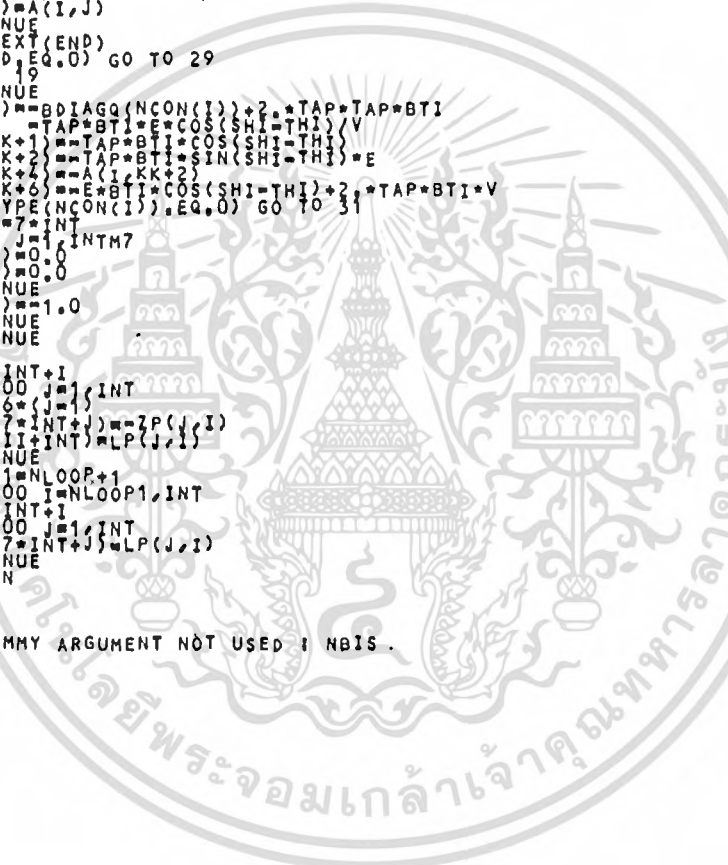 )=A(I,J)
NUE
EXT(END)
D.EQ.0) GO TO 29
19
NUE
)=-BDIAGQ(NCON(I))+2.*TAP*TAP*BTI
-TAP*BTI*E*COS(SHI-THI)/V
K+1)=-TAP*BTI*COS(SHI-THI)
K+2)=-TAP*BTI*SIN(SHI-THI)*E
K+4)=-A(I,KK+2)
K+6)=-E*BTI*COS(SHI-THI)+2.*TAP*BTI*V
YPE(NCON(I)).EQ.0) GO TO 31
=7*INT
J=1,INTM7
)=0.0
)=0.0
NUE
)=-1.0
NUE
NUE
INT+I
00 J=1,INT
6*(J-1)
7*INT+J)=-ZP(J,I)
II+INT)=LP(J,I)
NUE
1=NLOOP+1
00 I=NLOOP1,INT
INT+I
00 J=1,INT
7*INT+J)=LP(J,I)
NUE
N
MMY ARGUMENT NOT USED : NBIS.